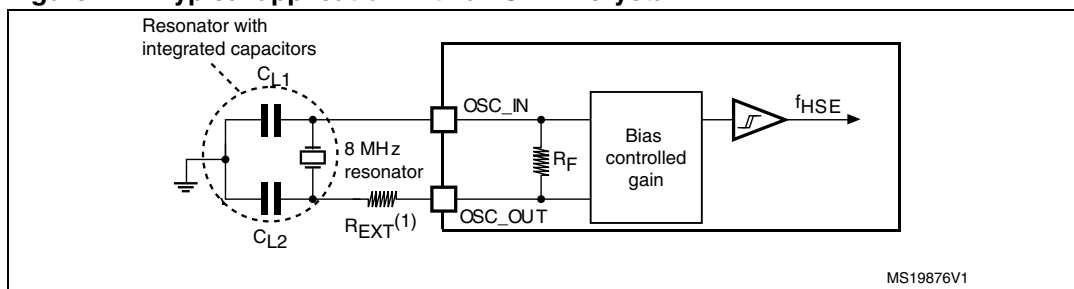 Resonator with
integrated capacitors
CL1
OSC_IN
fHSE
8 MHz
resonator
RF
Bias
controlled
gain
REXT(1)
OSC_OUT
CL2
MS19876V1